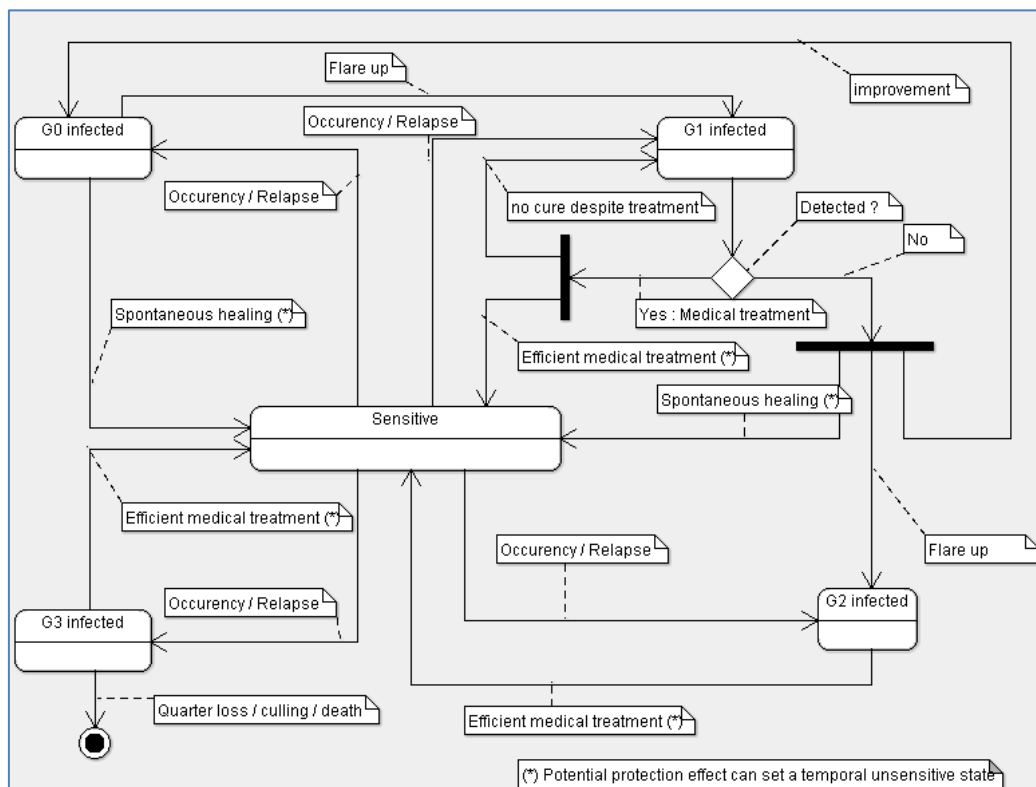 Flare up
improvement
G0 infected
Occurency / Relapse
G1 infected
Occurency / Relapse
no cure despite treatment
Detected ?
No
Spontaneous healing (*)
Yes : Medical treatment
Efficient medical treatment (*)
Spontaneous healing (*)
Sensitive
Efficient medical treatment (*)
Occurency / Relapse
Flare up
G3 infected
Occurency / Relapse
G2 infected
Quarter loss / culling / death
Efficient medical treatment (*)
(*) Potential protection effect can set a temporal unsensitive state